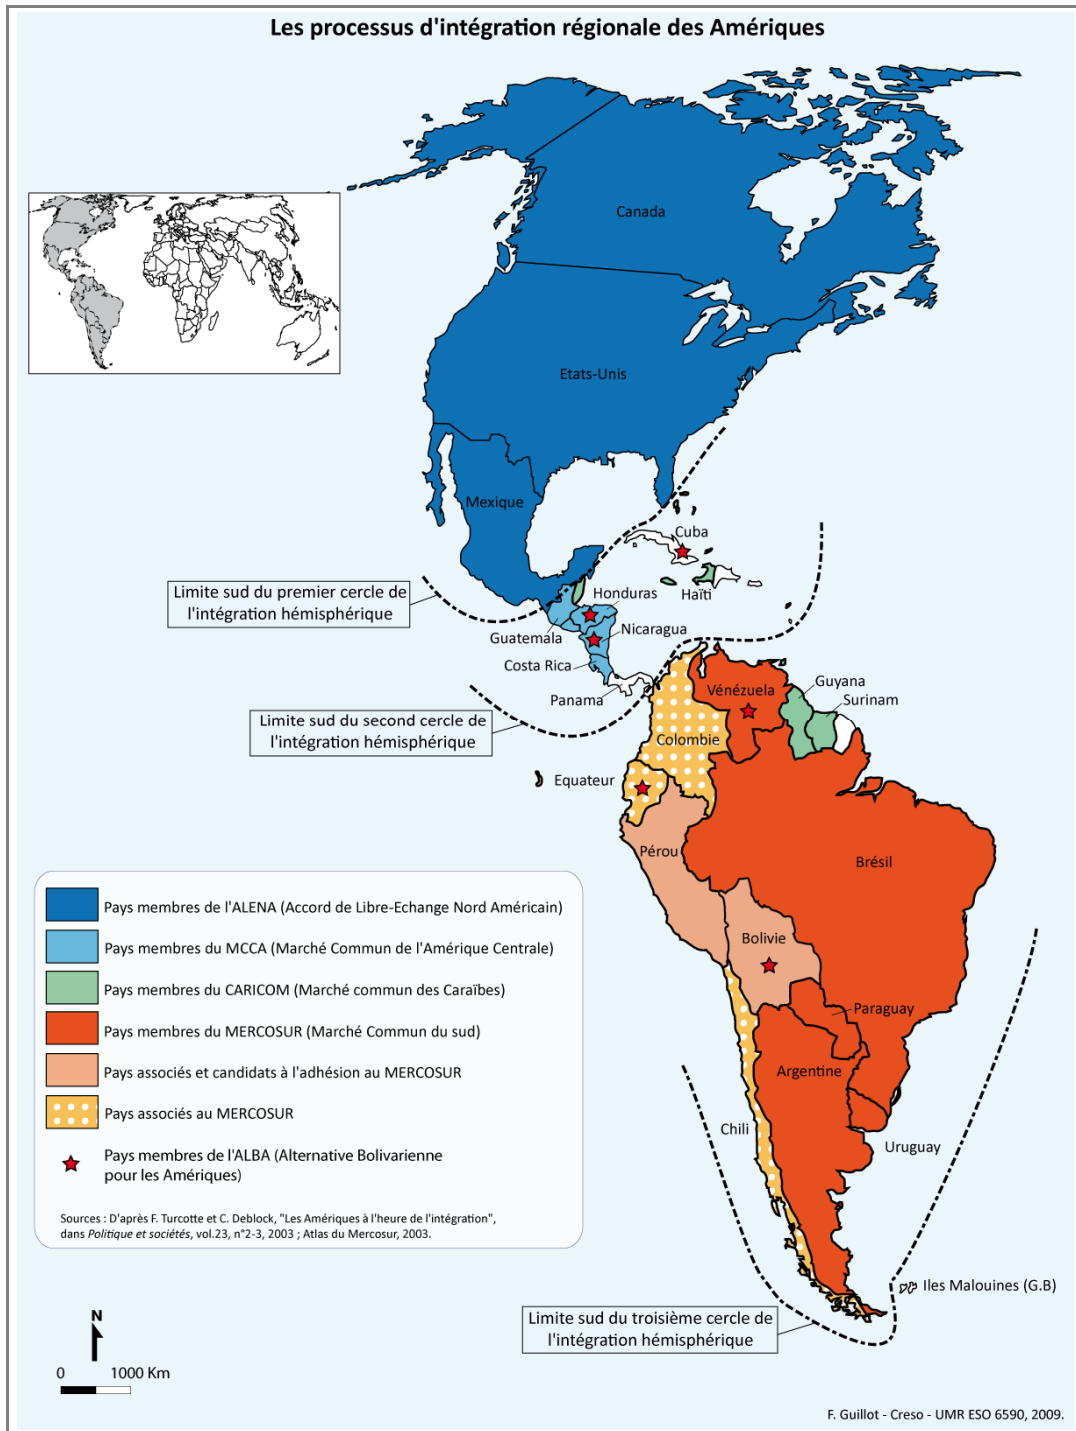 Les processus d'intégration régionale des Amériques
Canada
Etats-Unis
Mexique
Cuba
Haïti
Limite sud du premier cercle de
l'intégration hémisphérique
Honduras
Guatemala
Nicaragua
Costa Rica
Panama
Limite sud du second cercle de
l'intégration hémisphérique
Vénézuela
Guyana
Surinam
Colombie
Equateur
Pérou
Brésil
Bolivie
Paraguay
Argentine
Chili
Uruguay
Pays membres de l'ALENA (Accord de Libre-Echange Nord Américain)
Pays membres du MCCA (Marché Commun de l'Amérique Centrale)
Pays membres du CARICOM (Marché commun des Caraïbes)
Pays membres du MERCOSUR (Marché Commun du sud)
Pays associés et candidats à l'adhésion au MERCOSUR
Pays associés au MERCOSUR
Pays membres de l'ALBA (Alternative Bolivarienne
pour les Amériques)
Sources : D'après F. Turcotte et C. Deblock, "Les Amériques à l'heure de l'intégration",
dans Politique et sociétés, vol.23, n°2-3, 2003 ; Atlas du Mercosur, 2003.
Iles Malouines (G.B)
Limite sud du troisième cercle de
l'intégration hémisphérique
N
0 1000 Km
F. Guillot - Creso - UMR ESO 6590, 2009.